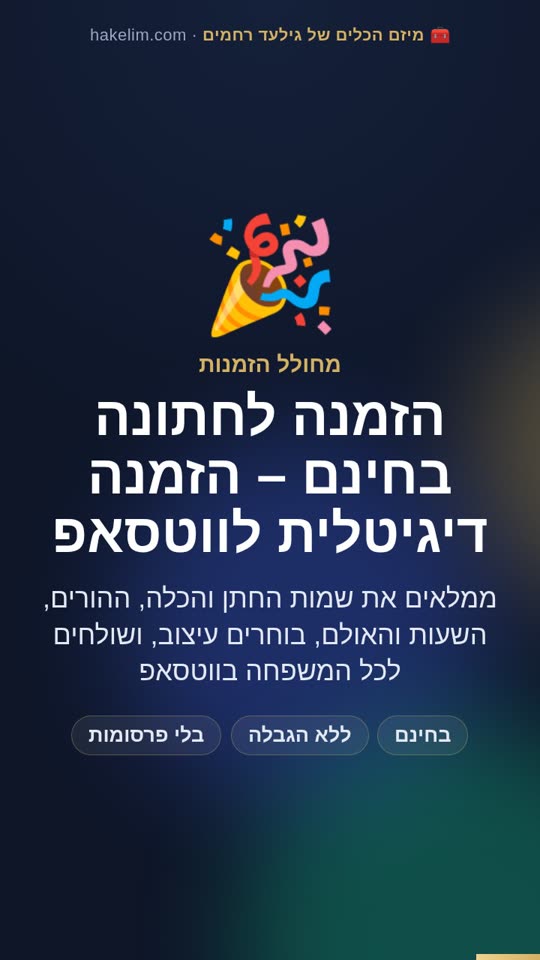 🧰 מיזם הכלים של גילעד רחמים · hakelim.com
מחולל הזמנות
הזמנה לחתונה
בחינם – הזמנה
דיגיטלית לווטסאפ
ממלאים את שמות החתן והכלה, ההורים,
השעות והאולם, בוחרים עיצוב, ושולחים
לכל המשפחה בווטסאפ
בחינם
ללא הגבלה
בלי פרסומות